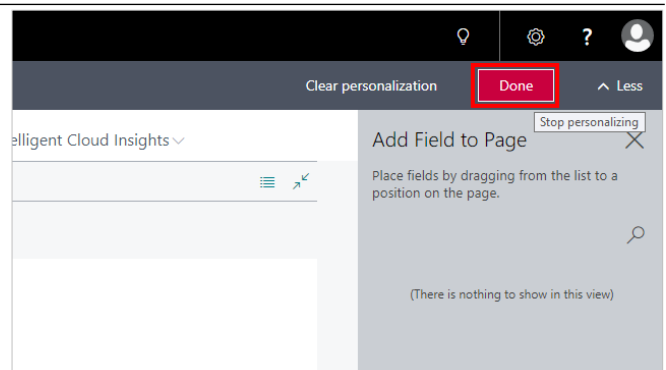 ?
Clear personalization
Done
Less
Stop personalizing
elligent Cloud Insights
Add Field to Page
Place fields by dragging from the list to a
position on the page.
(There is nothing to show in this view)